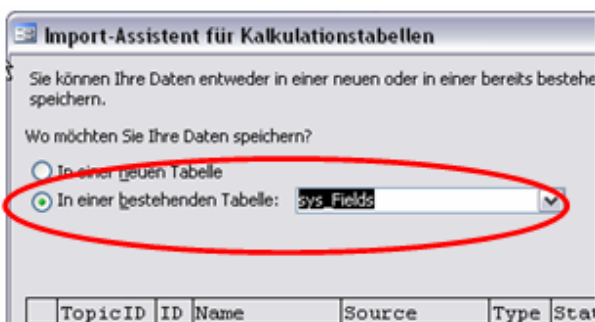 Import-Assistent für Kalkulationstabellen
Sie können Ihre Daten entweder in einer neuen oder in einer bereits bestehe
speichern.
Wo möchten Sie Ihre Daten speichern?
In einer neuen Tabelle
In einer bestehenden Tabelle: sys_Fields
TopicID ID Name Source Type Stat